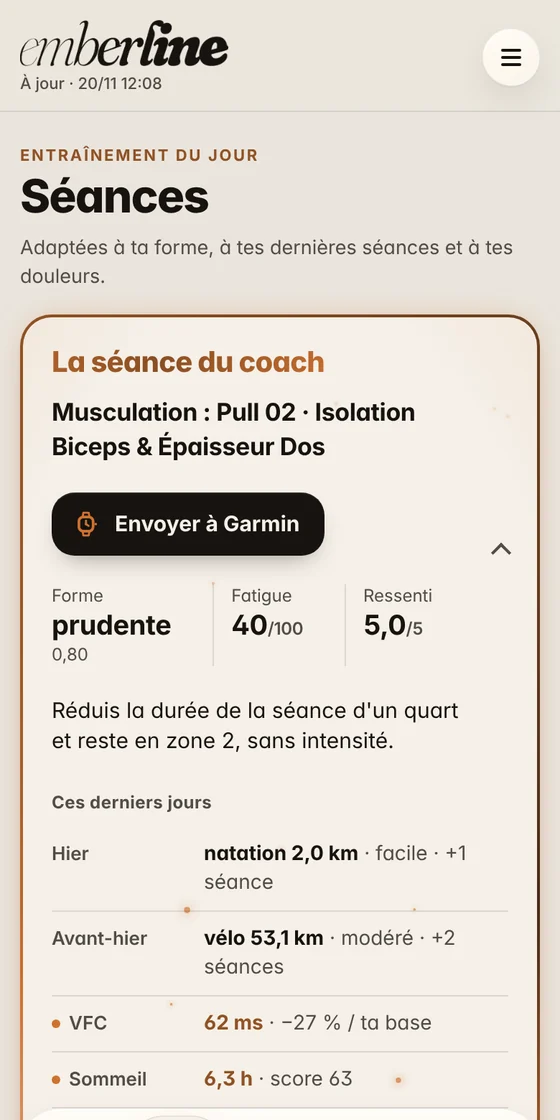 emberline
À jour · 20/11 12:08
ENTRAÎNEMENT DU JOUR
Séances
Adaptées à ta forme, à tes dernières séances et à tes
douleurs.
La séance du coach
Musculation : Pull 02 · Isolation
Biceps & Épaisseur Dos
Envoyer à Garmin
Forme
Fatigue
Ressenti
prudente
40/100
5,0/5
0,80
Réduis la durée de la séance d'un quart
et reste en zone 2, sans intensité.
Ces derniers jours
Hier
natation 2,0 km · facile · +1
séance
Avant-hier
vélo 53,1 km · modéré · +2
séances
VFC
62 ms · −27 % / ta base
Sommeil
6,3 h · score 63